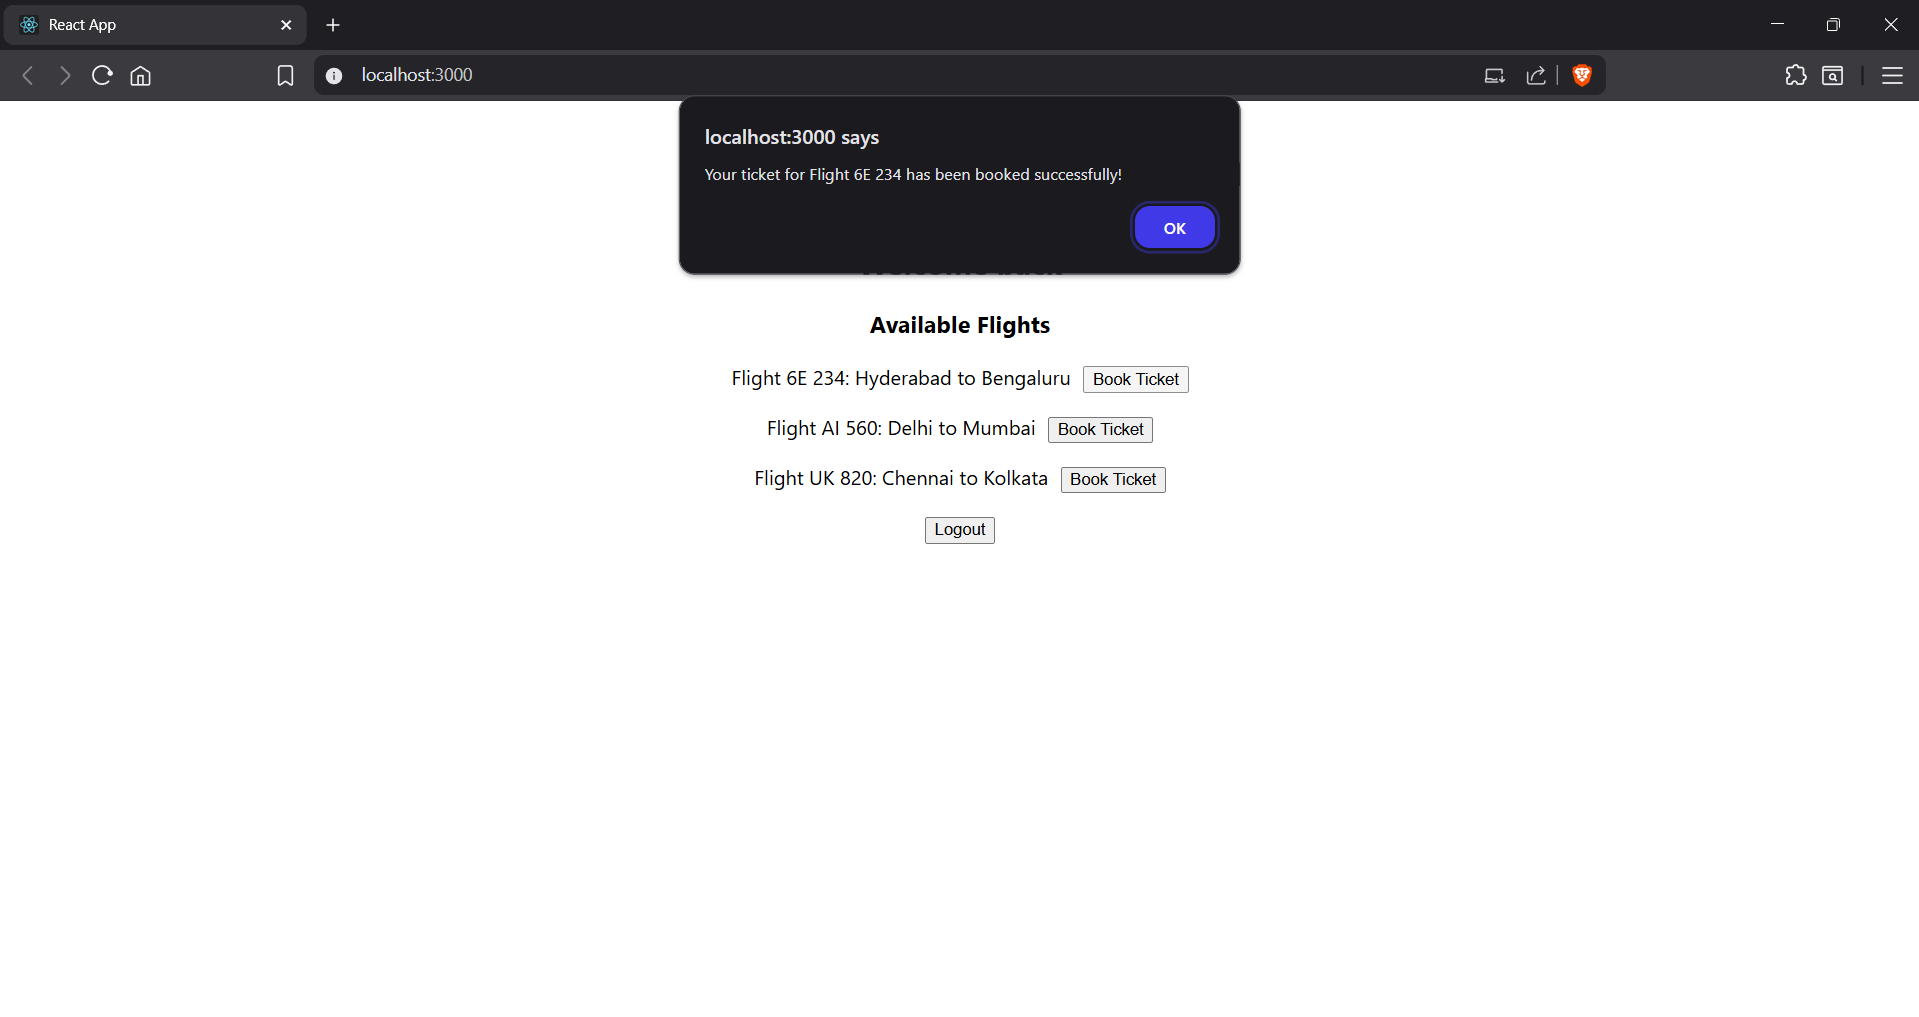 React App
localhost:3000
localhost:3000 says
Your ticket for Flight 6E 234 has been booked successfully!
OK
Available Flights
Flight 6E 234: Hyderabad to Bengaluru Book Ticket
Flight AI 560: Delhi to Mumbai Book Ticket
Flight UK 820: Chennai to Kolkata Book Ticket
Logout